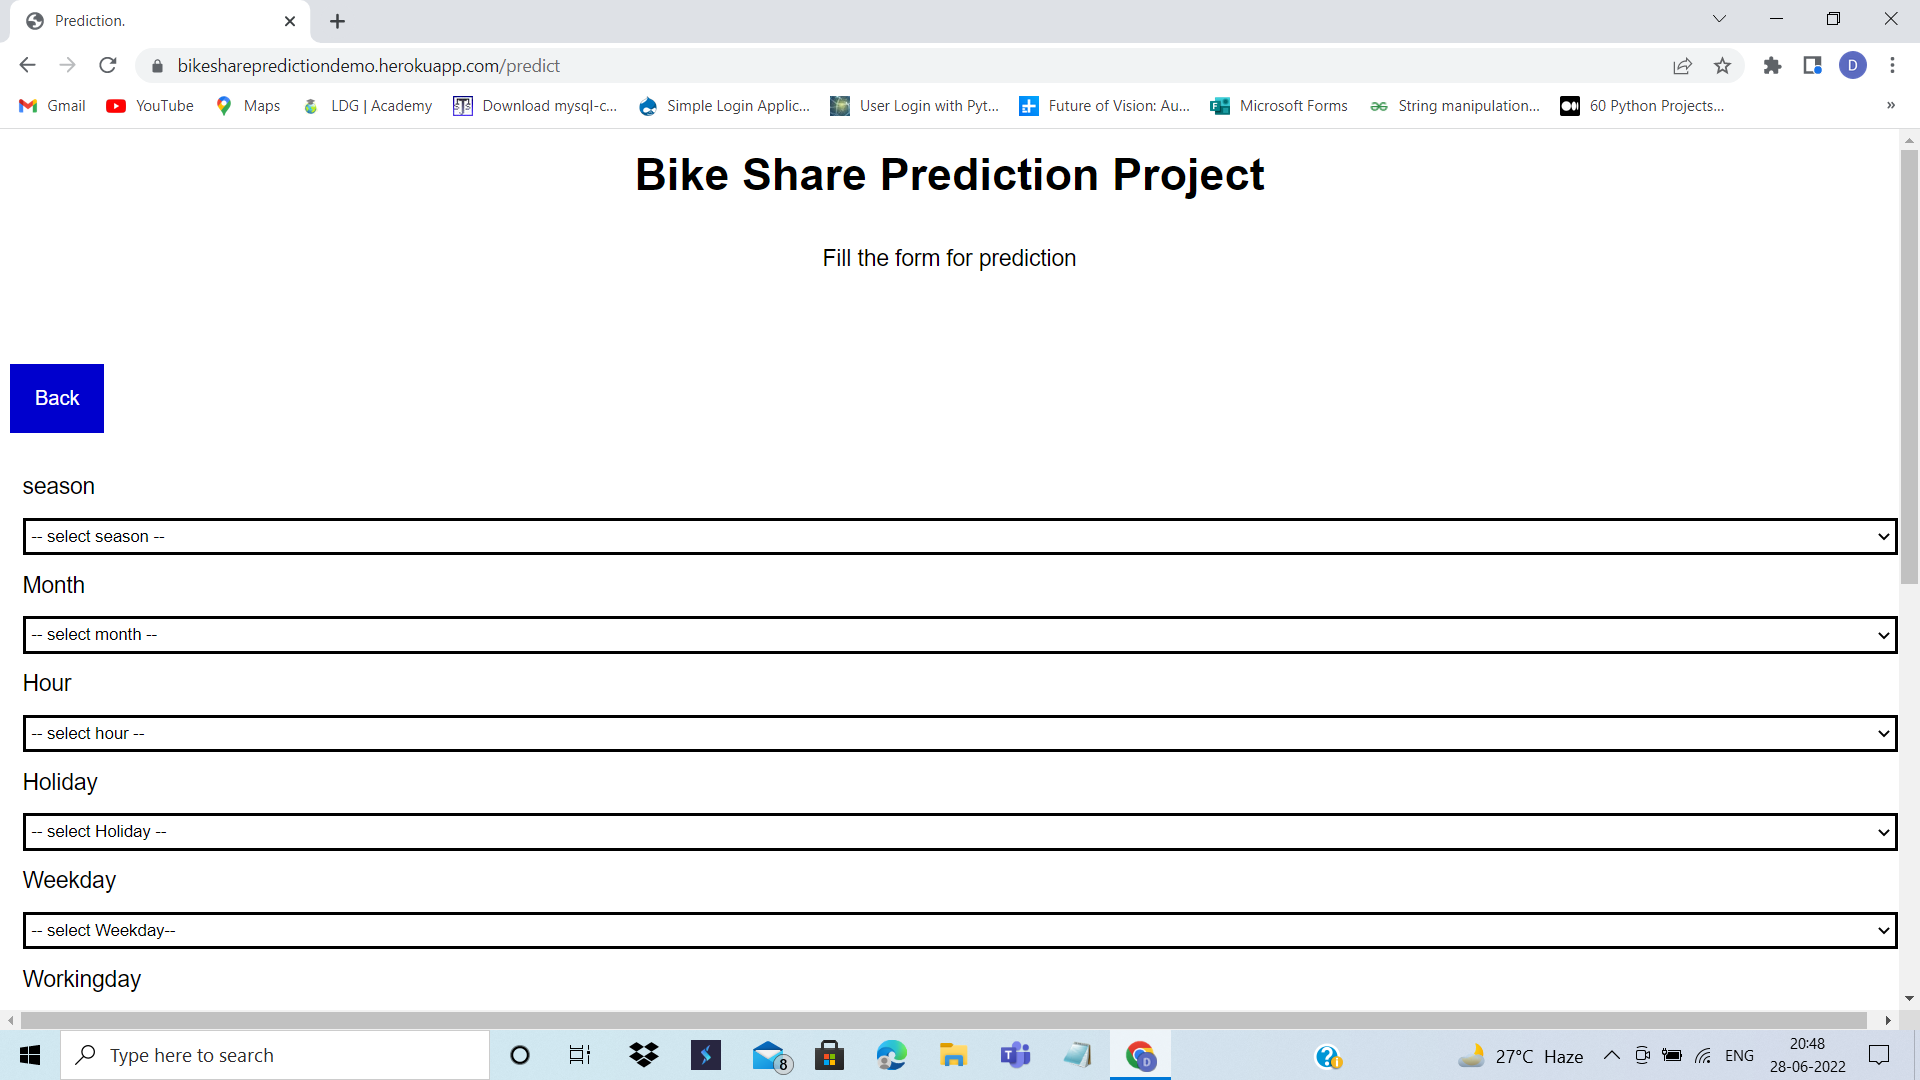 Prediction.
bikesharepredictiondemo.herokuapp.com/predict
D
Gmail YouTube Maps LDG | Academy Download mysql-c... Simple Login Applic... User Login with Pyt... Future of Vision: Au... Microsoft Forms String manipulation... 60 Python Projects... »
Bike Share Prediction Project
Fill the form for prediction
Back
season
-- select season --
Month
-- select month --
Hour
-- select hour --
Holiday
-- select Holiday --
Weekday
-- select Weekday--
Workingday
Type here to search
8
27°C Haze
ENG
20:48
28-06-2022